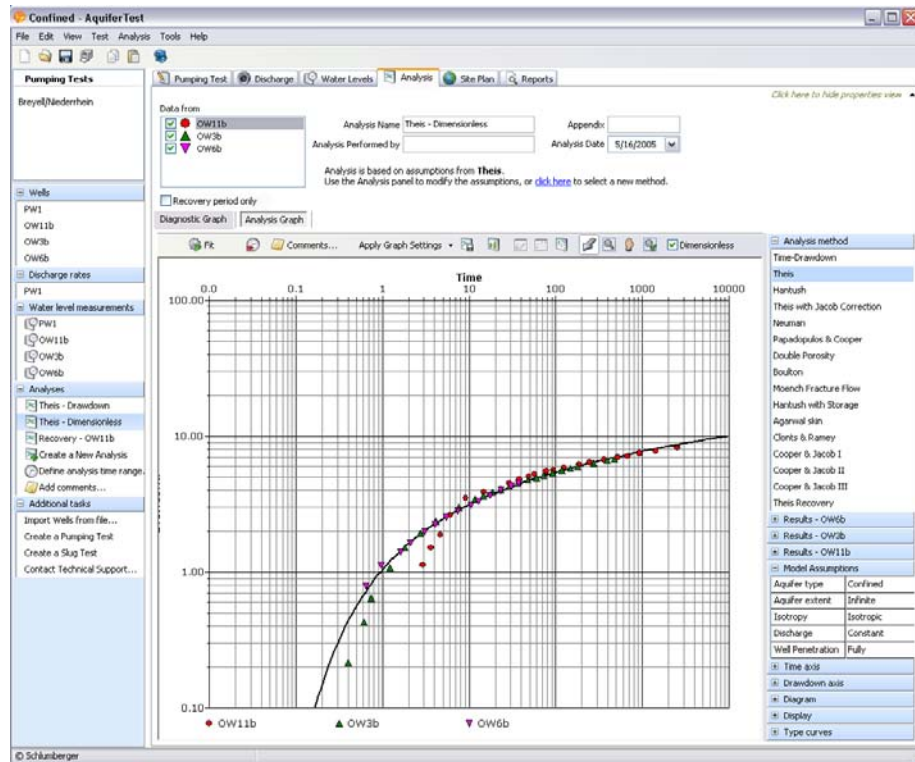 Confined - AquiferTest
File Edit View Test Analysis Tools Help
Pumping Tests
Breyell/Niederrhein
Wells
PW1
OW11b
OW3b
OW6b
Discharge rates
PW1
Water level measurements
PW1
OW11b
OW3b
OW6b
Analyses
Theis - Drawdown
Theis - Dimensionless
Recovery - OW11b
Create a New Analysis
Define analysis time range.
Add comments...
Additional tasks
Import Wells from file...
Create a Pumping Test
Create a Slug Test
Contact Technical Support...
Pumping Test Discharge Water Levels Analysis Site Plan Reports
Click here to hide properties view
Data from
OW11b
OW3b
OW6b
Recovery period only
Analysis Name Theis - Dimensionless Appendix
Analysis Performed by Analysis Date 5/16/2005
Analysis is based on assumptions from Theis.
Use the Analysis panel to modify the assumptions, or click here to select a new method.
Diagnostic Graph Analysis Graph
Fit Comments... Apply Graph Settings Dimensionless
Time
0.0 0.1 1 10 100 1000 10000
100.00
10.00
1.00
0.10
OW11b OW3b OW6b
Analysis method
Time-Drawdown
Theis
Hantush
Theis with Jacob Correction
Neuman
Papadopulos & Cooper
Double Porosity
Boulton
Moench Fracture Flow
Hantush with Storage
Agarwal skin
Clonts & Ramey
Cooper & Jacob I
Cooper & Jacob II
Cooper & Jacob III
Theis Recovery
Results - OW6b
Results - OW3b
Results - OW11b
Model Assumptions
Aquifer type Confined
Aquifer extent Infinite
Isotropy Isotropic
Discharge Constant
Well Penetration Fully
Time axis
Drawdown axis
Diagram
Display
Type curves
© Schlumberger